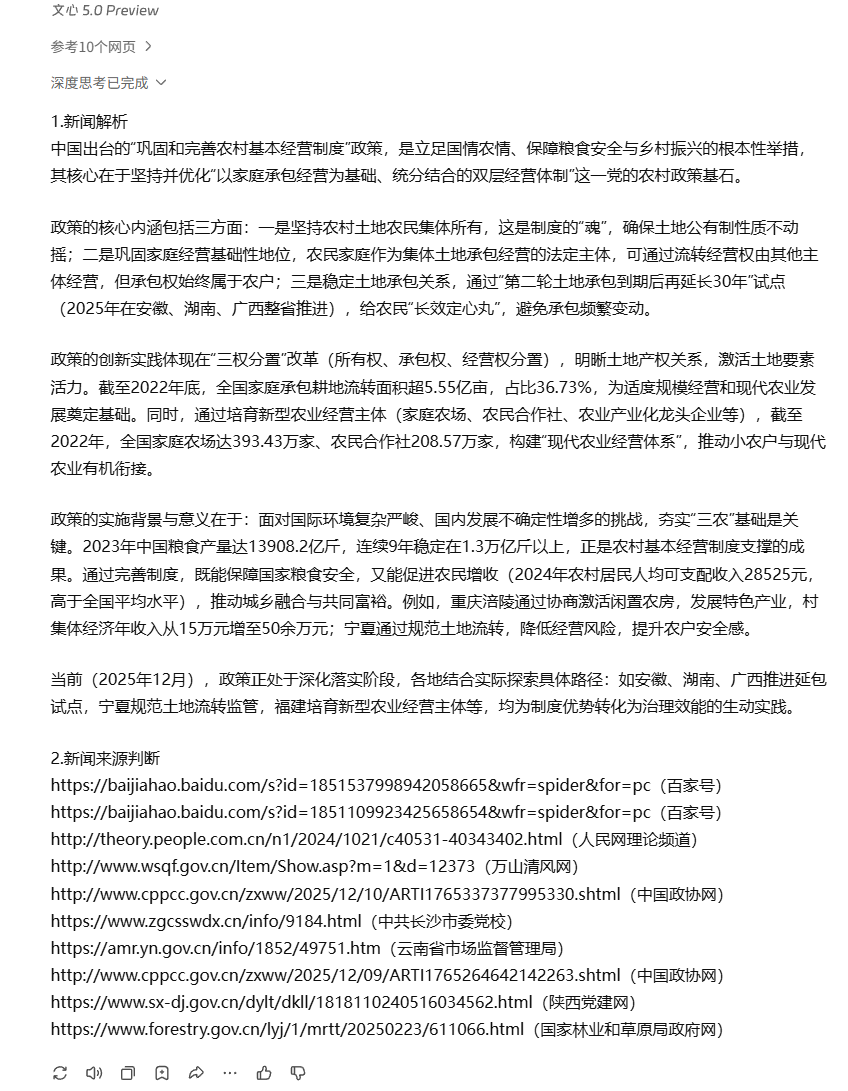 文心 5.0 Preview
参考10个网页
深度思考已完成
1.新闻解析
中国出台的“巩固和完善农村基本经营制度”政策，是立足国情农情、保障粮食安全与乡村振兴的根本性举措，
其核心在于坚持并优化“以家庭承包经营为基础、统分结合的双层经营体制”这一党的农村政策基石。
政策的核心内涵包括三方面：一是坚持农村土地农民集体所有，这是制度的“魂”，确保土地公有制性质不动
摇；二是巩固家庭经营基础性地位，农民家庭作为集体土地承包经营的法定主体，可通过流转经营权由其他主
体经营，但承包权始终属于农户；三是稳定土地承包关系，通过“第二轮土地承包到期后再延长30年”试点
（2025年在安徽、湖南、广西整省推进），给农民“长效定心丸”，避免承包频繁变动。
政策的创新实践体现在“三权分置”改革（所有权、承包权、经营权分置），明晰土地产权关系，激活土地要素
活力。截至2022年底，全国家庭承包耕地流转面积超5.55亿亩，占比36.73%，为适度规模经营和现代农业发
展奠定基础。同时，通过培育新型农业经营主体（家庭农场、农民合作社、农业产业化龙头企业等），截至
2022年，全国家庭农场达393.43万家、农民合作社208.57万家，构建“现代农业经营体系”，推动小农户与现代
农业有机衔接。
政策的实施背景与意义在于：面对国际环境复杂严峻、国内发展不确定性增多的挑战，夯实“三农”基础是关
键。2023年中国粮食产量达13908.2亿斤，连续9年稳定在1.3万亿斤以上，正是农村基本经营制度支撑的成
果。通过完善制度，既能保障国家粮食安全，又能促进农民增收（2024年农村居民人均可支配收入28525元，
高于全国平均水平），推动城乡融合与共同富裕。例如，重庆涪陵通过协商激活闲置农房，发展特色产业，村
集体经济年收入从15万元增至50余万元；宁夏通过规范土地流转，降低经营风险，提升农户安全感。
当前（2025年12月），政策正处于深化落实阶段，各地结合实际探索具体路径：如安徽、湖南、广西推进延包
试点，宁夏规范土地流转监管，福建培育新型农业经营主体等，均为制度优势转化为治理效能的生动实践。
2.新闻来源判断
https://baijiahao.baidu.com/s?id=1851537998942058665&wfr=spider&for=pc（百家号）
https://baijiahao.baidu.com/s?id=1851109923425658654&wfr=spider&for=pc（百家号）
http://theory.people.com.cn/n1/2024/1021/c40531-40343402.html（人民网理论频道）
http://www.wsqf.gov.cn/Item/Show.asp?m=1&d=12373（万山清风网）
http://www.cppcc.gov.cn/zxww/2025/12/10/ARTI1765337377995330.shtml（中国政协网）
https://www.zgcsswdx.cn/info/9184.html（中共长沙市委党校）
https://amr.yn.gov.cn/info/1852/49751.htm（云南省市场监督管理局）
http://www.cppcc.gov.cn/zxww/2025/12/09/ARTI1765264642142263.shtml（中国政协网）
https://www.sx-dj.gov.cn/dylt/dkll/1818110240516034562.html（陕西党建网）
https://www.forestry.gov.cn/lyj/1/mrtt/20250223/611066.html（国家林业和草原局政府网）